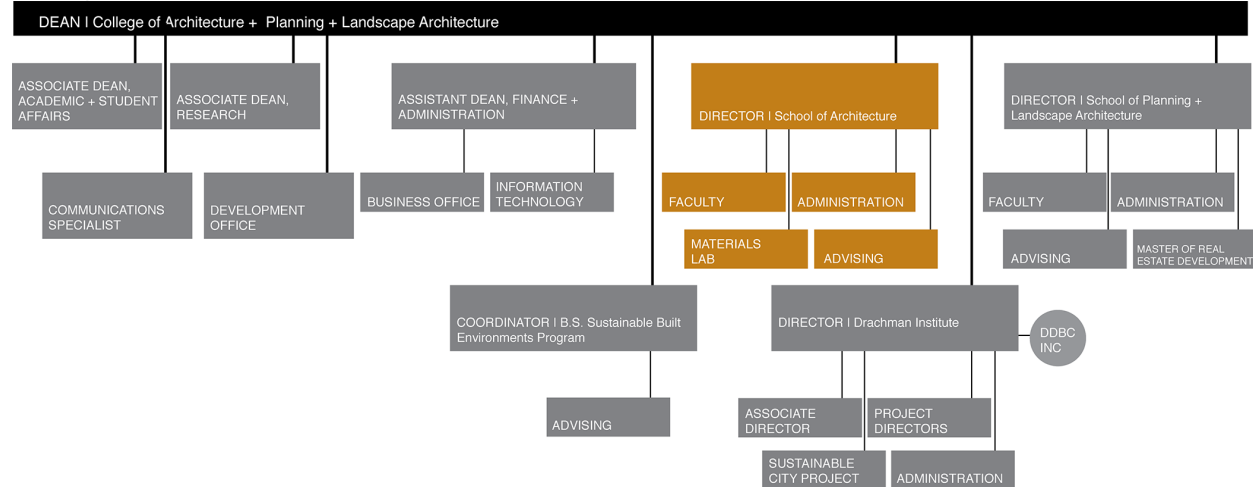 DEAN | College of Architecture + Planning + Landscape Architecture
ASSOCIATE DEAN,
ACADEMIC + STUDENT
AFFAIRS
ASSOCIATE DEAN,
RESEARCH
ASSISTANT DEAN, FINANCE +
ADMINISTRATION
DIRECTOR | School of Architecture
DIRECTOR | School of Planning +
Landscape Architecture
COMMUNICATIONS
SPECIALIST
DEVELOPMENT
OFFICE
BUSINESS OFFICE
INFORMATION
TECHNOLOGY
FACULTY
ADMINISTRATION
FACULTY
ADMINISTRATION
MATERIALS
LAB
ADVISING
ADVISING
MASTER OF REAL
ESTATE DEVELOPMENT
COORDINATOR | B.S. Sustainable Built
Environments Program
DIRECTOR | Drachman Institute
DDBC
INC
ADVISING
ASSOCIATE
DIRECTOR
PROJECT
DIRECTORS
SUSTAINABLE
CITY PROJECT
ADMINISTRATION